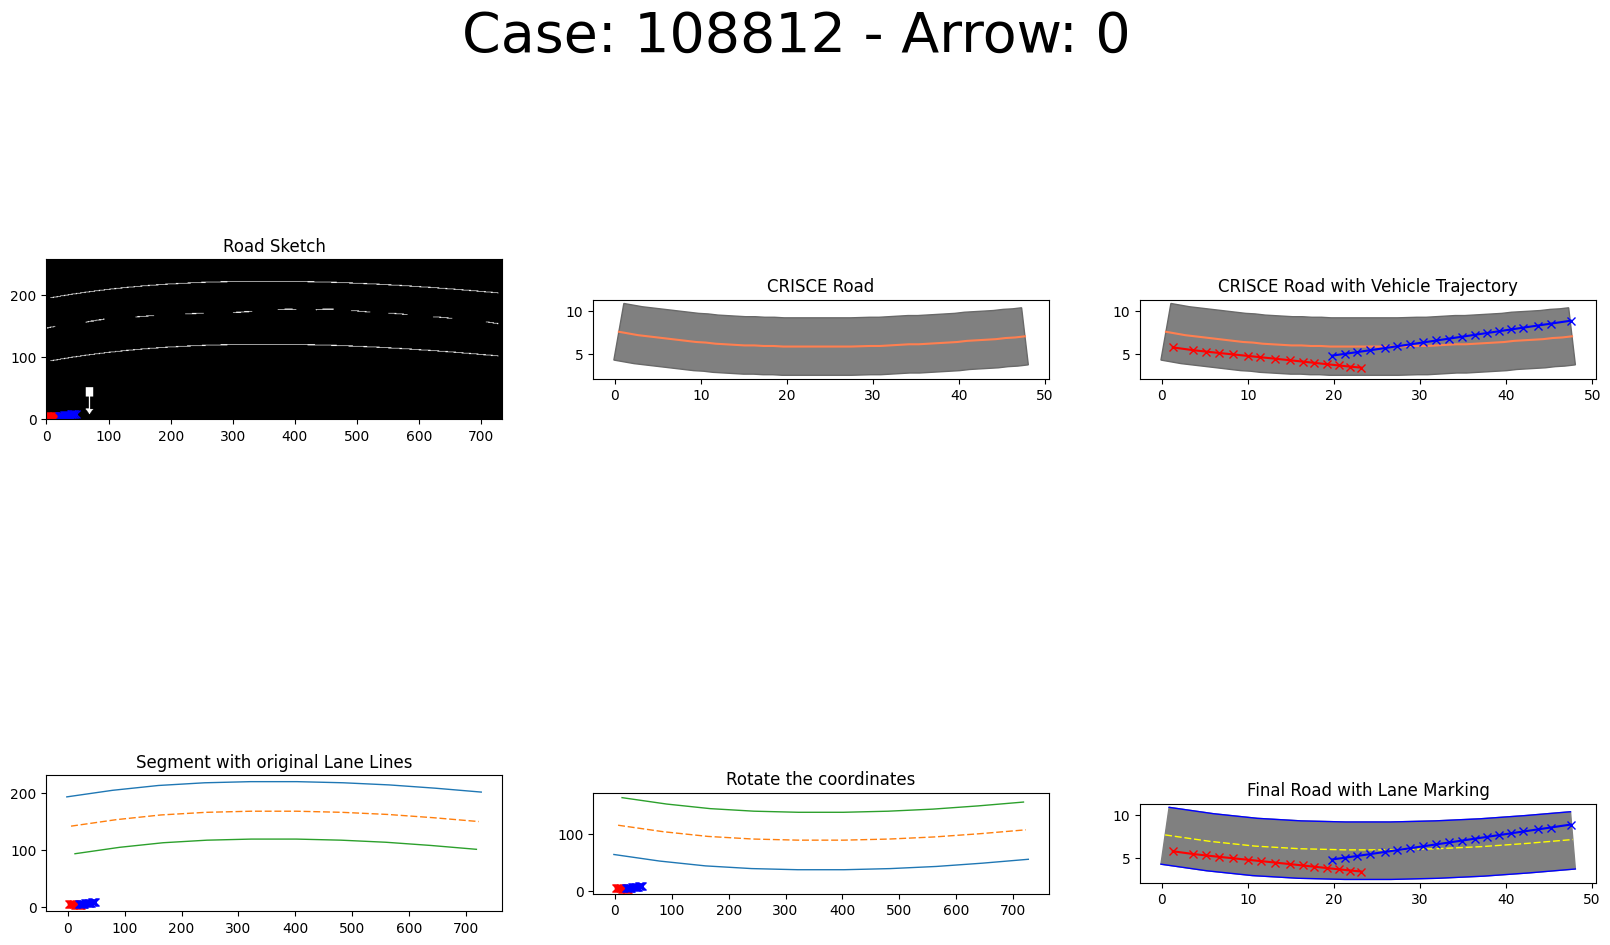 Case: 108812 - Arrow: 0
Road Sketch
200
100
0
0 100 200 300 400 500 600 700
CRISCE Road
10
5
0 10 20 30 40 50
CRISCE Road with Vehicle Trajectory
10
5
0 10 20 30 40 50
Segment with original Lane Lines
200
100
0
0 100 200 300 400 500 600 700
Rotate the coordinates
100
0
0 100 200 300 400 500 600 700
Final Road with Lane Marking
10
5
0 10 20 30 40 50